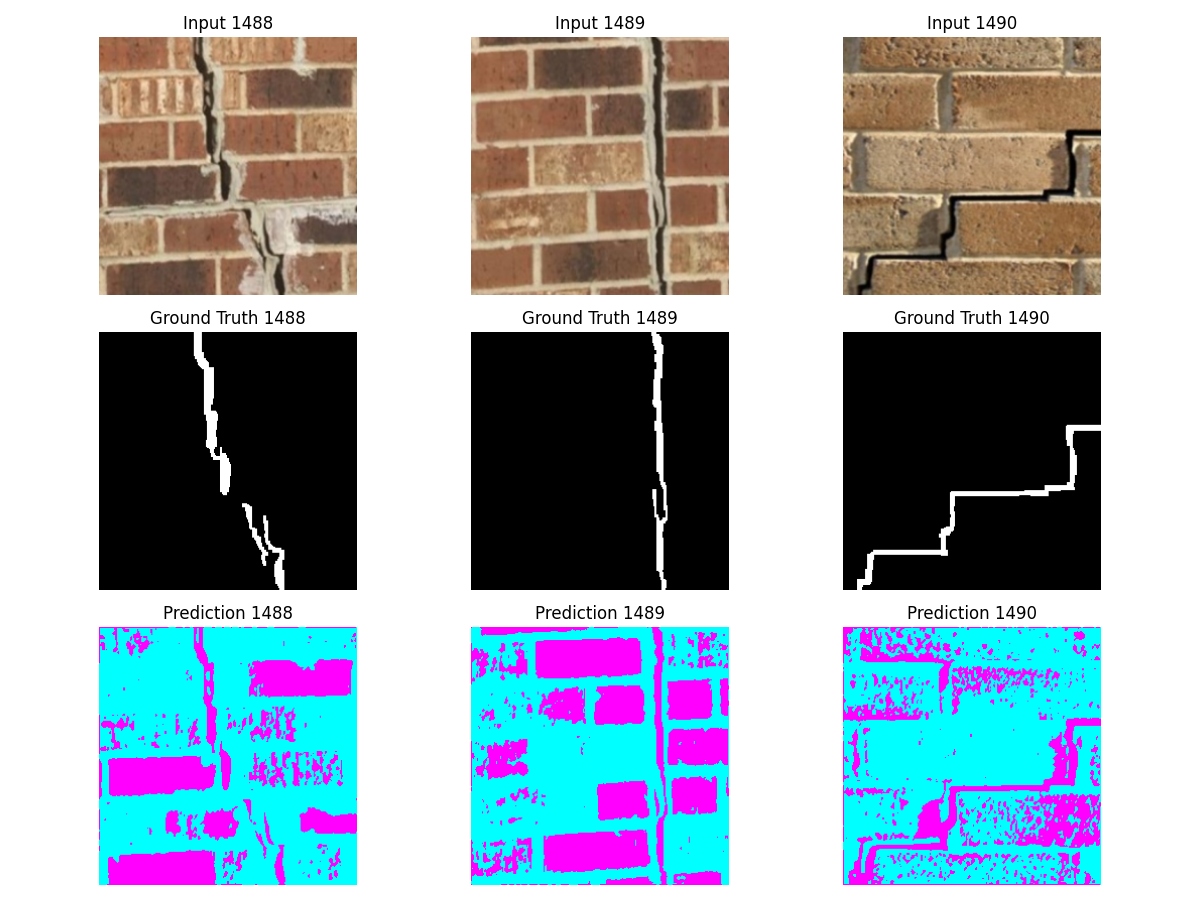 Input 1488
Input 1489
Input 1490
Ground Truth 1488
Ground Truth 1489
Ground Truth 1490
Prediction 1488
Prediction 1489
Prediction 1490